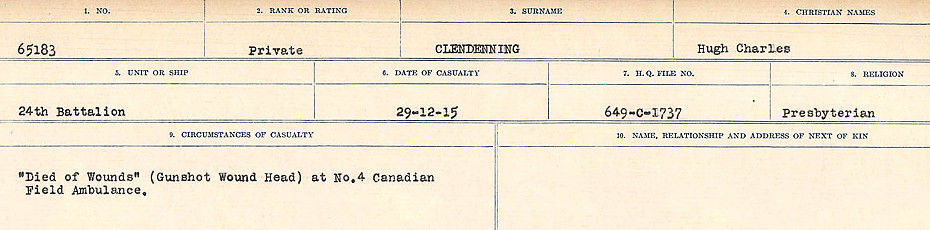 1. NO. 2. RANK OR RATING 3. SURNAME 4. CHRISTIAN NAMES
65183 Private CLENDENNING Hugh Charles
5. UNIT OR SHIP 6. DATE OF CASUALTY 7. H.Q. FILE NO. 8. RELIGION
24th Battalion 29-12-15 649-C-1737 Presbyterian
9. CIRCUMSTANCES OF CASUALTY 10. NAME, RELATIONSHIP AND ADDRESS OF NEXT OF KIN
"Died of Wounds" (Gunshot Wound Head) at No.4 Canadian
Field Ambulance.